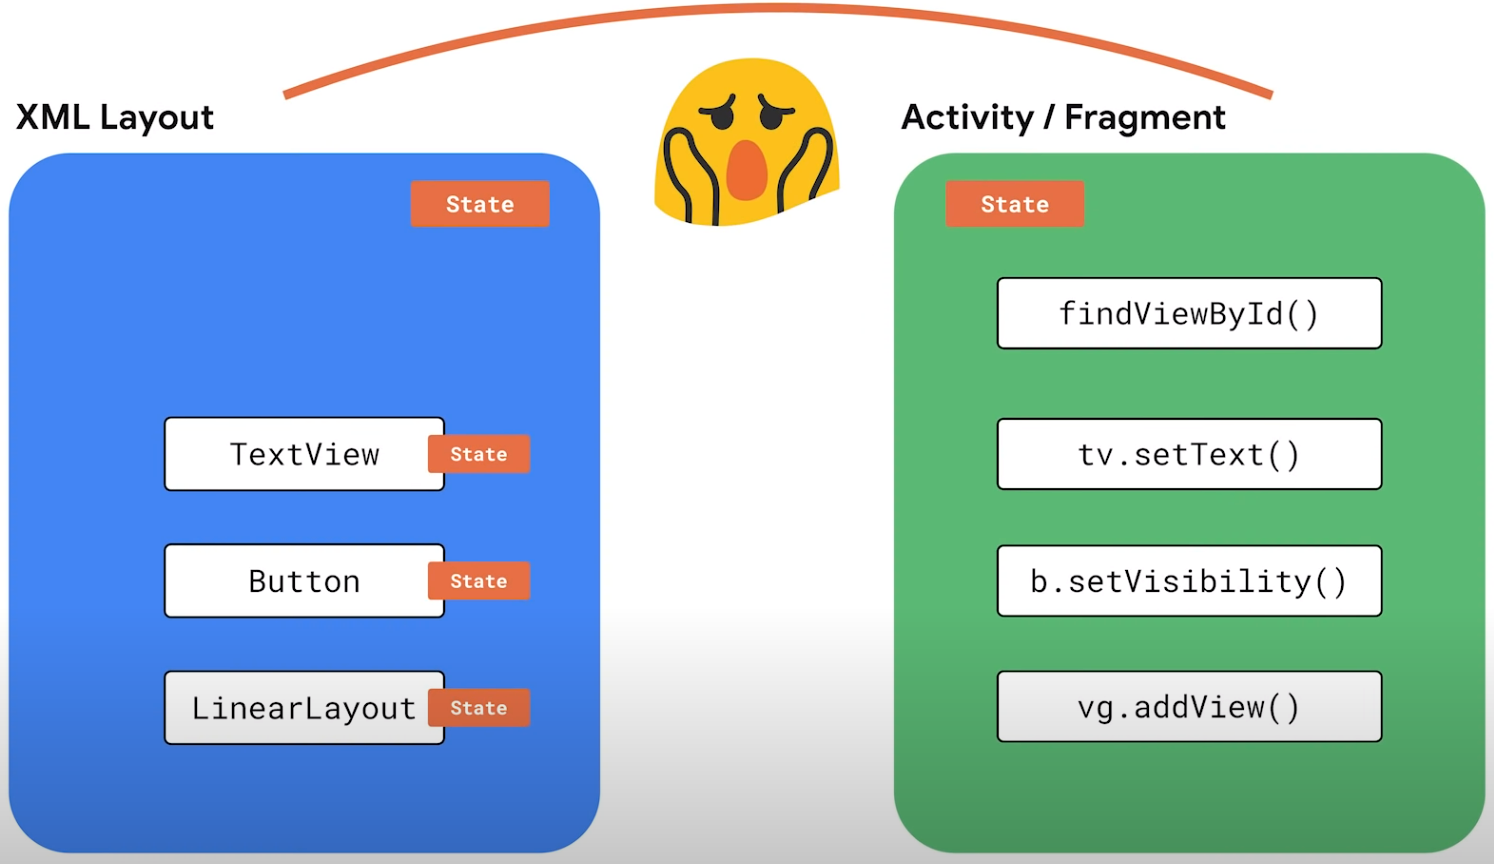 XML Layout
State
TextView
State
Button
State
LinearLayout
State
Activity / Fragment
State
findViewById()
tv.setText()
b.setVisibility()
vg.addView()